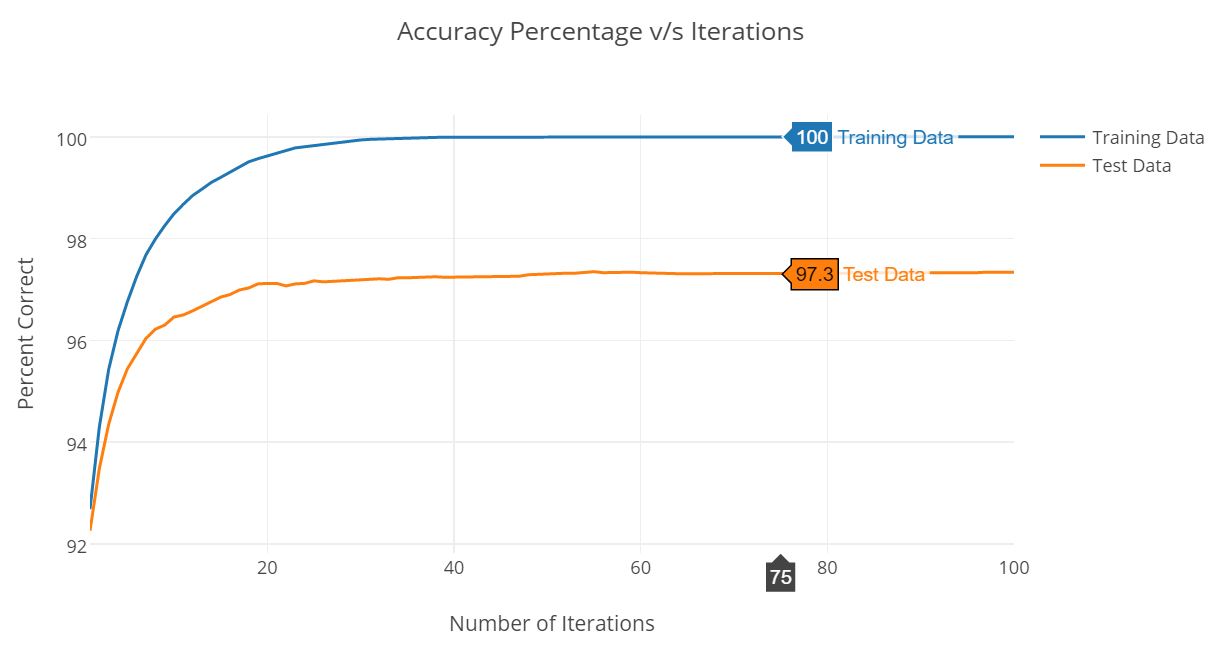 Accuracy Percentage v/s Iterations
100
98
96
94
92
Percent Correct
100 Training Data
97.3 Test Data
Training Data
Test Data
20
40
60
75
80
100
Number of Iterations